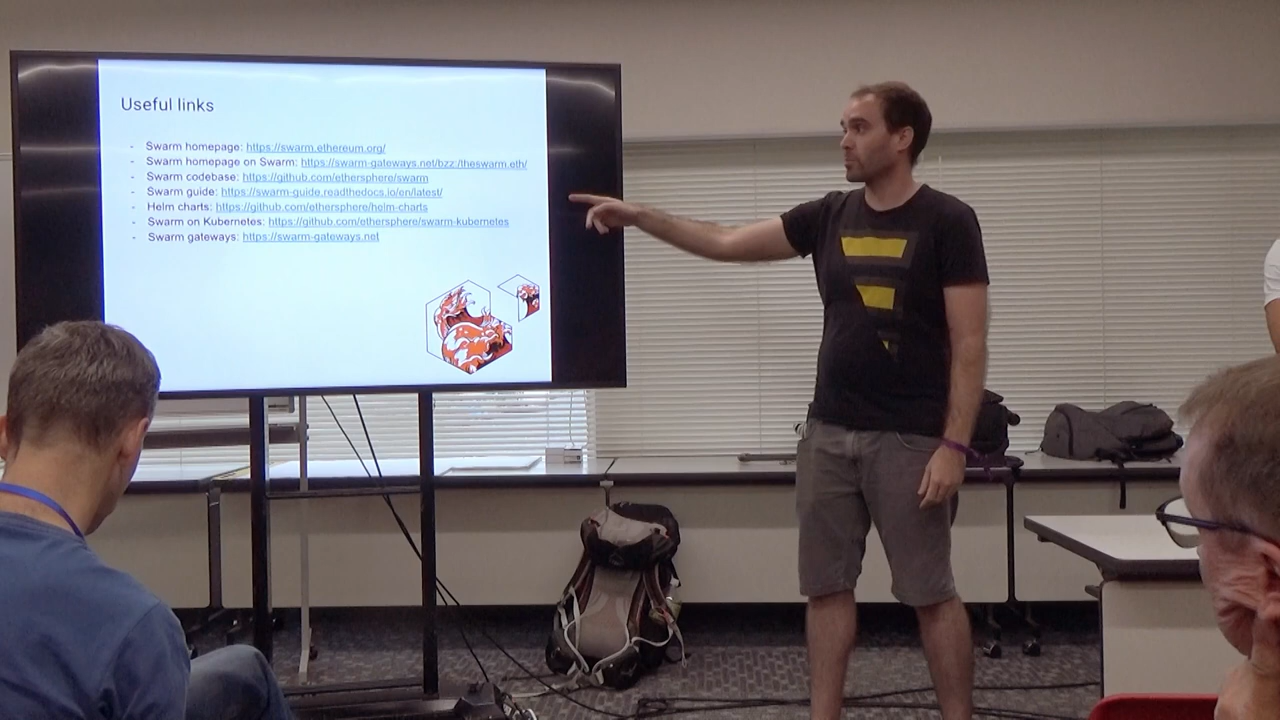 Useful links
- Swarm homepage: https://swarm.ethereum.org/
- Swarm homepage on Swarm: https://swarm-gateways.net/bzz:/theswarm.eth/
- Swarm codebase: https://github.com/ethersphere/swarm
- Swarm guide: https://swarm-guide.readthedocs.io/en/latest/
- Helm charts: https://github.com/ethersphere/helm-charts
- Swarm on Kubernetes: https://github.com/ethersphere/swarm-kubernetes
- Swarm gateways: https://swarm-gateways.net